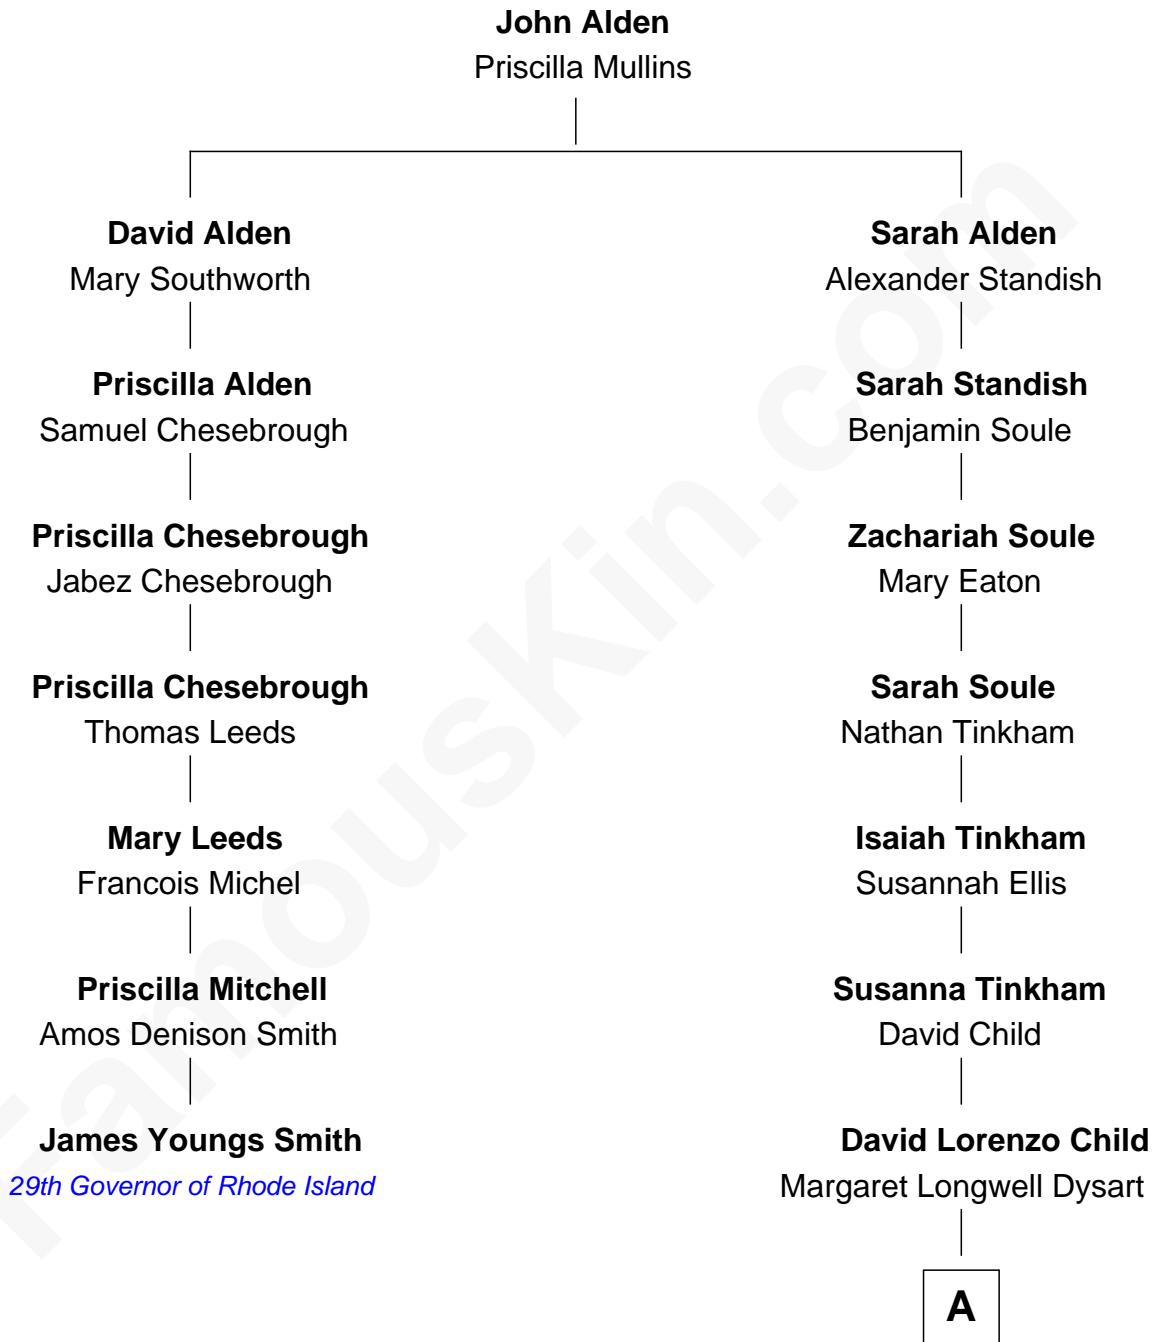 John Alden
Priscilla Mullins
David Alden
Mary Southworth
Sarah Alden
Alexander Standish
Priscilla Alden
Samuel Chesebrough
Sarah Standish
Benjamin Soule
Priscilla Chesebrough
Jabez Chesebrough
Zachariah Soule
Mary Eaton
Priscilla Chesebrough
Thomas Leeds
Sarah Soule
Nathan Tinkham
Mary Leeds
Francois Michel
Isaiah Tinkham
Susannah Ellis
Priscilla Mitchell
Amos Denison Smith
Susanna Tinkham
David Child
James Youngs Smith
29th Governor of Rhode Island
David Lorenzo Child
Margaret Longwell Dysart
A
FamousKin.com